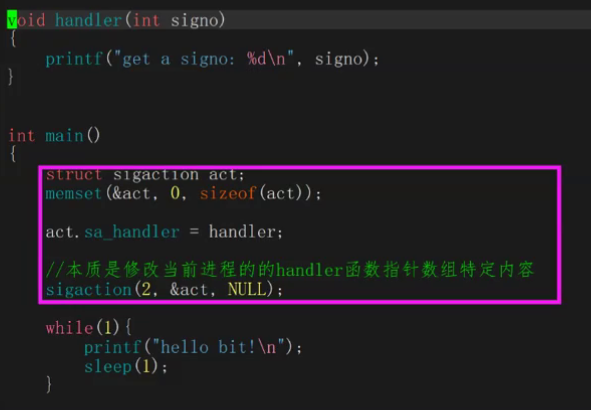 void handler(int signo)
{
    printf("get a signo: %d\n", signo);
}
int main()
{
    struct sigaction act;
    memset(&act, 0, sizeof(act));
    act.sa_handler = handler;
    //本质是修改当前进程的的handler函数指针数组特定内容
    sigaction(2, &act, NULL);
    while(1){
        printf("hello bit!\n");
        sleep(1);
    }